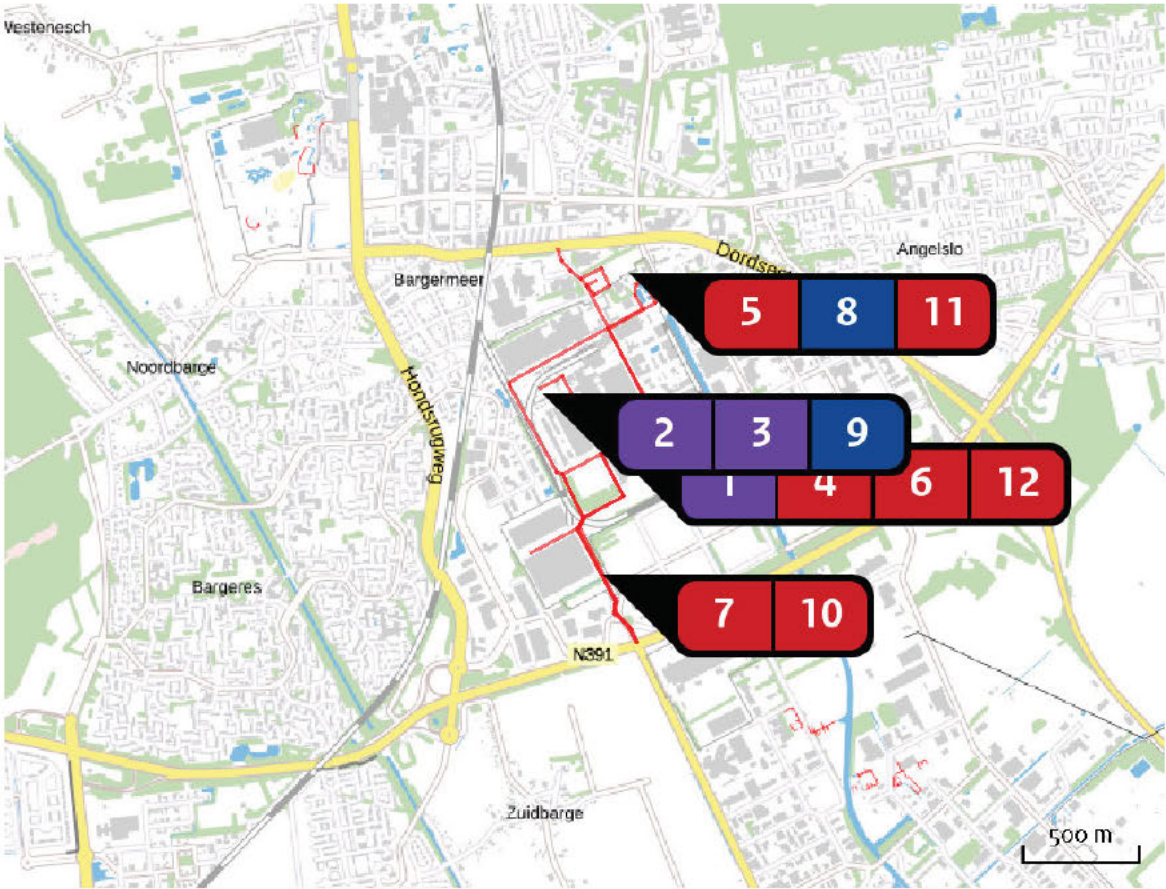 Westenesch
Angelslo
Dordse
Bargermeer
5 8 11
Noordbarge
Hondsrugweg
2 3 9
1 4 6 12
Bargeres
7 10
N391
Zuidbarge
500 m